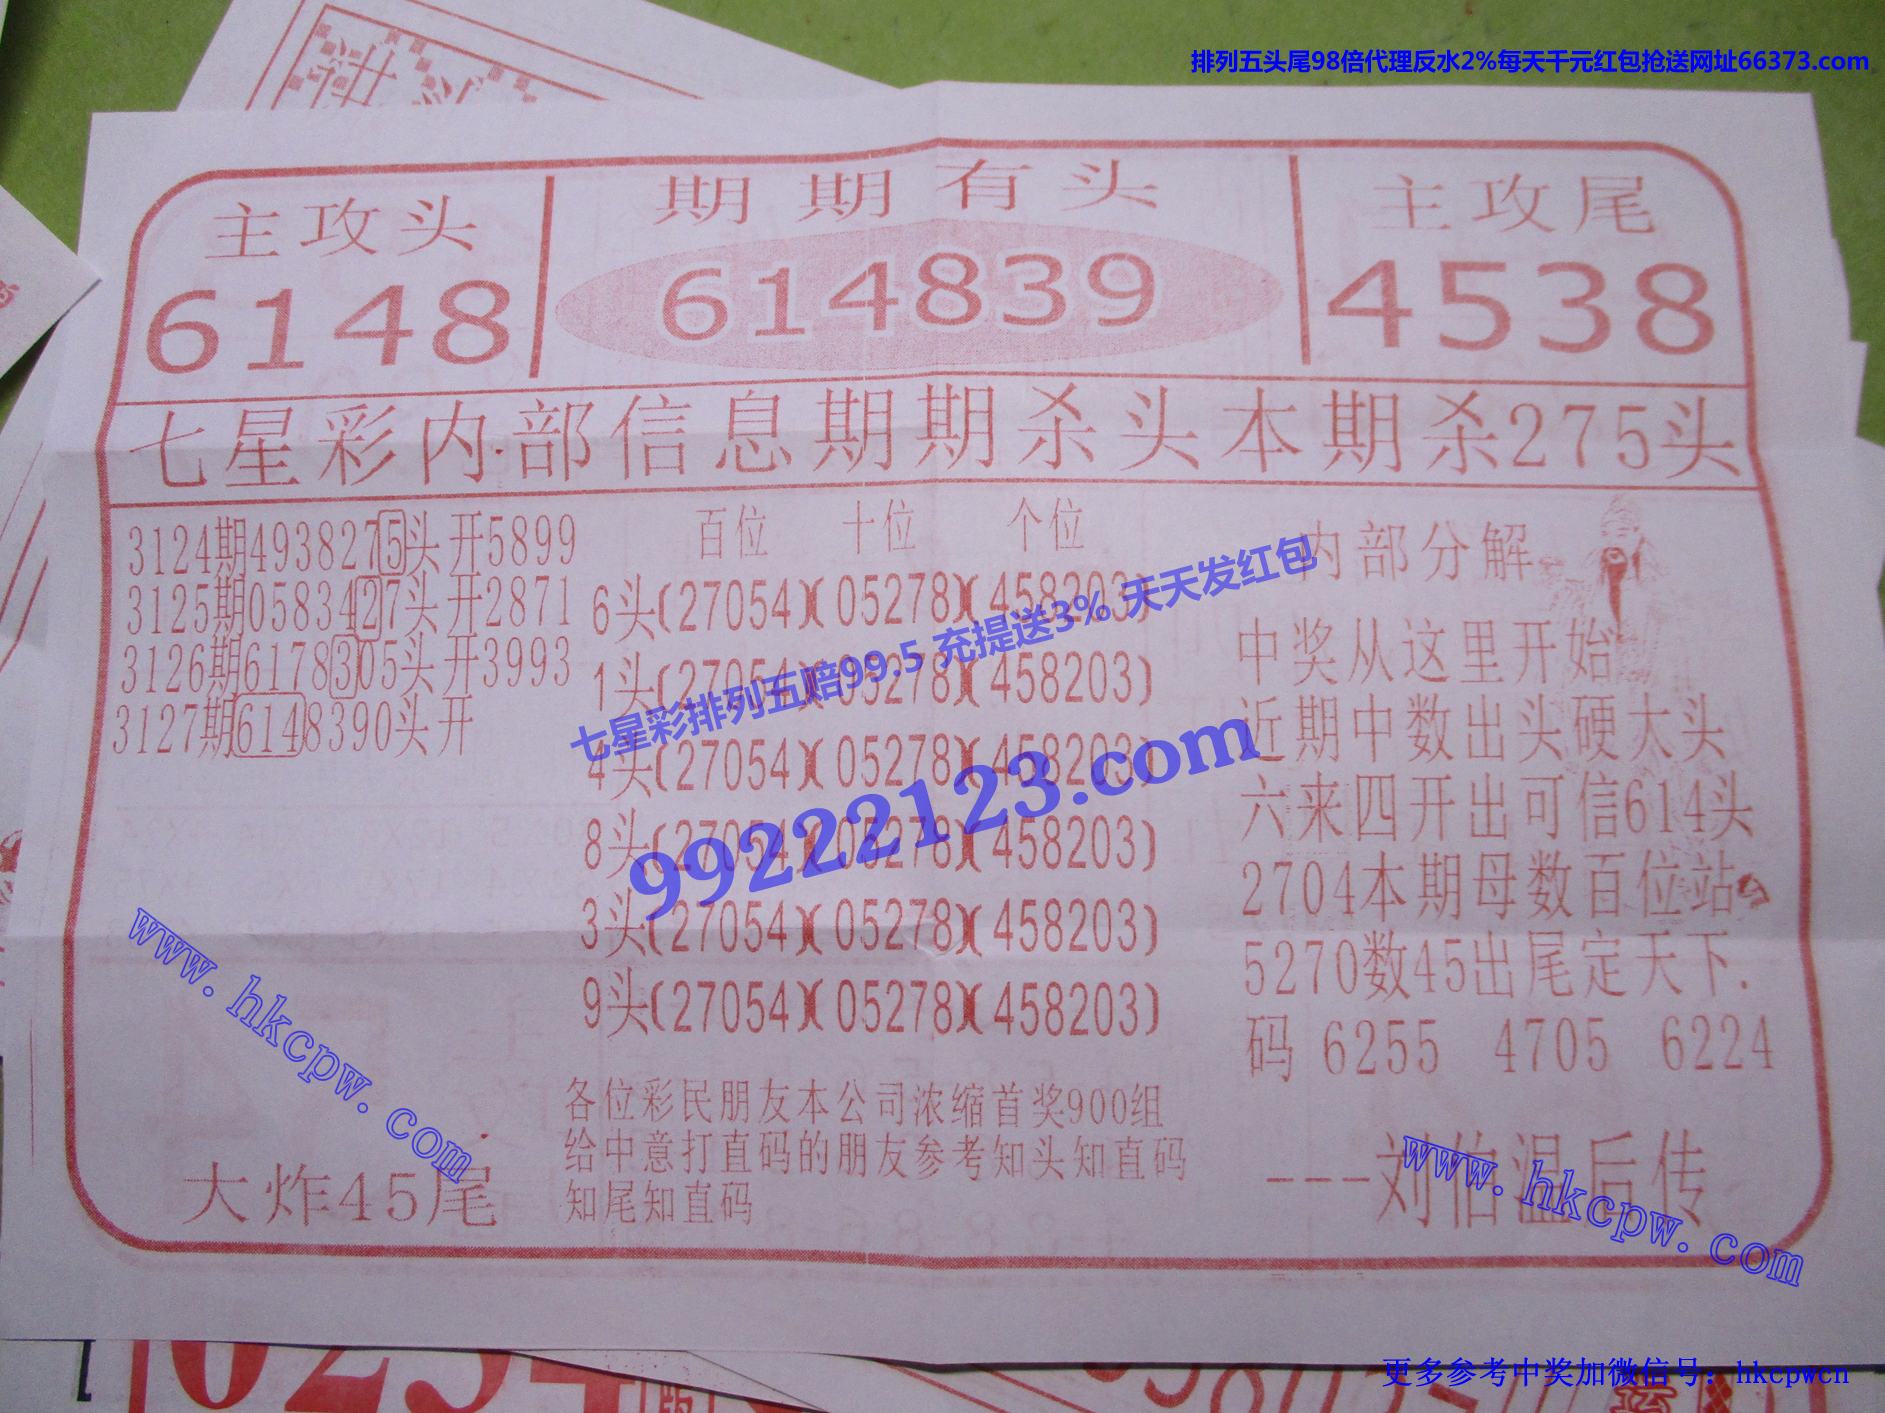 排列五头尾98倍代理反水2%每天千元红包抢送网址66373.com
主攻头
6148
期期有头
614839
主攻尾
4538
七星彩内部信息期期杀头本期杀275头
3124期4938275头开5899
3125期0583427头开2871
3126期6178305头开3993
3127期6148390头开
百位 十位 个位
6头(27054)(05278)(458203)
1头(27054)(05278)(458203)
4头(27054)(05278)(458203)
8头(27054)(05278)(458203)
3头(27054)(05278)(458203)
9头(27054)(05278)(458203)
七星彩排列五赔99.5 充提送3% 天天发红包
99222123.com
内部分解
中奖从这里开始
近期中数出头硬太头
六来四开出可信614头
2704本期母数百位站
5270数45出尾定天下.
码 6255 4705 6224
---刘伯温后传
各位彩民朋友本公司浓缩首奖900组
给中意打直码的朋友参考知头知直码
知尾知直码
大炸45尾
www.hkcpw.com
www.hkcpw.com
更多参考中奖加微信号：hkcpwcn